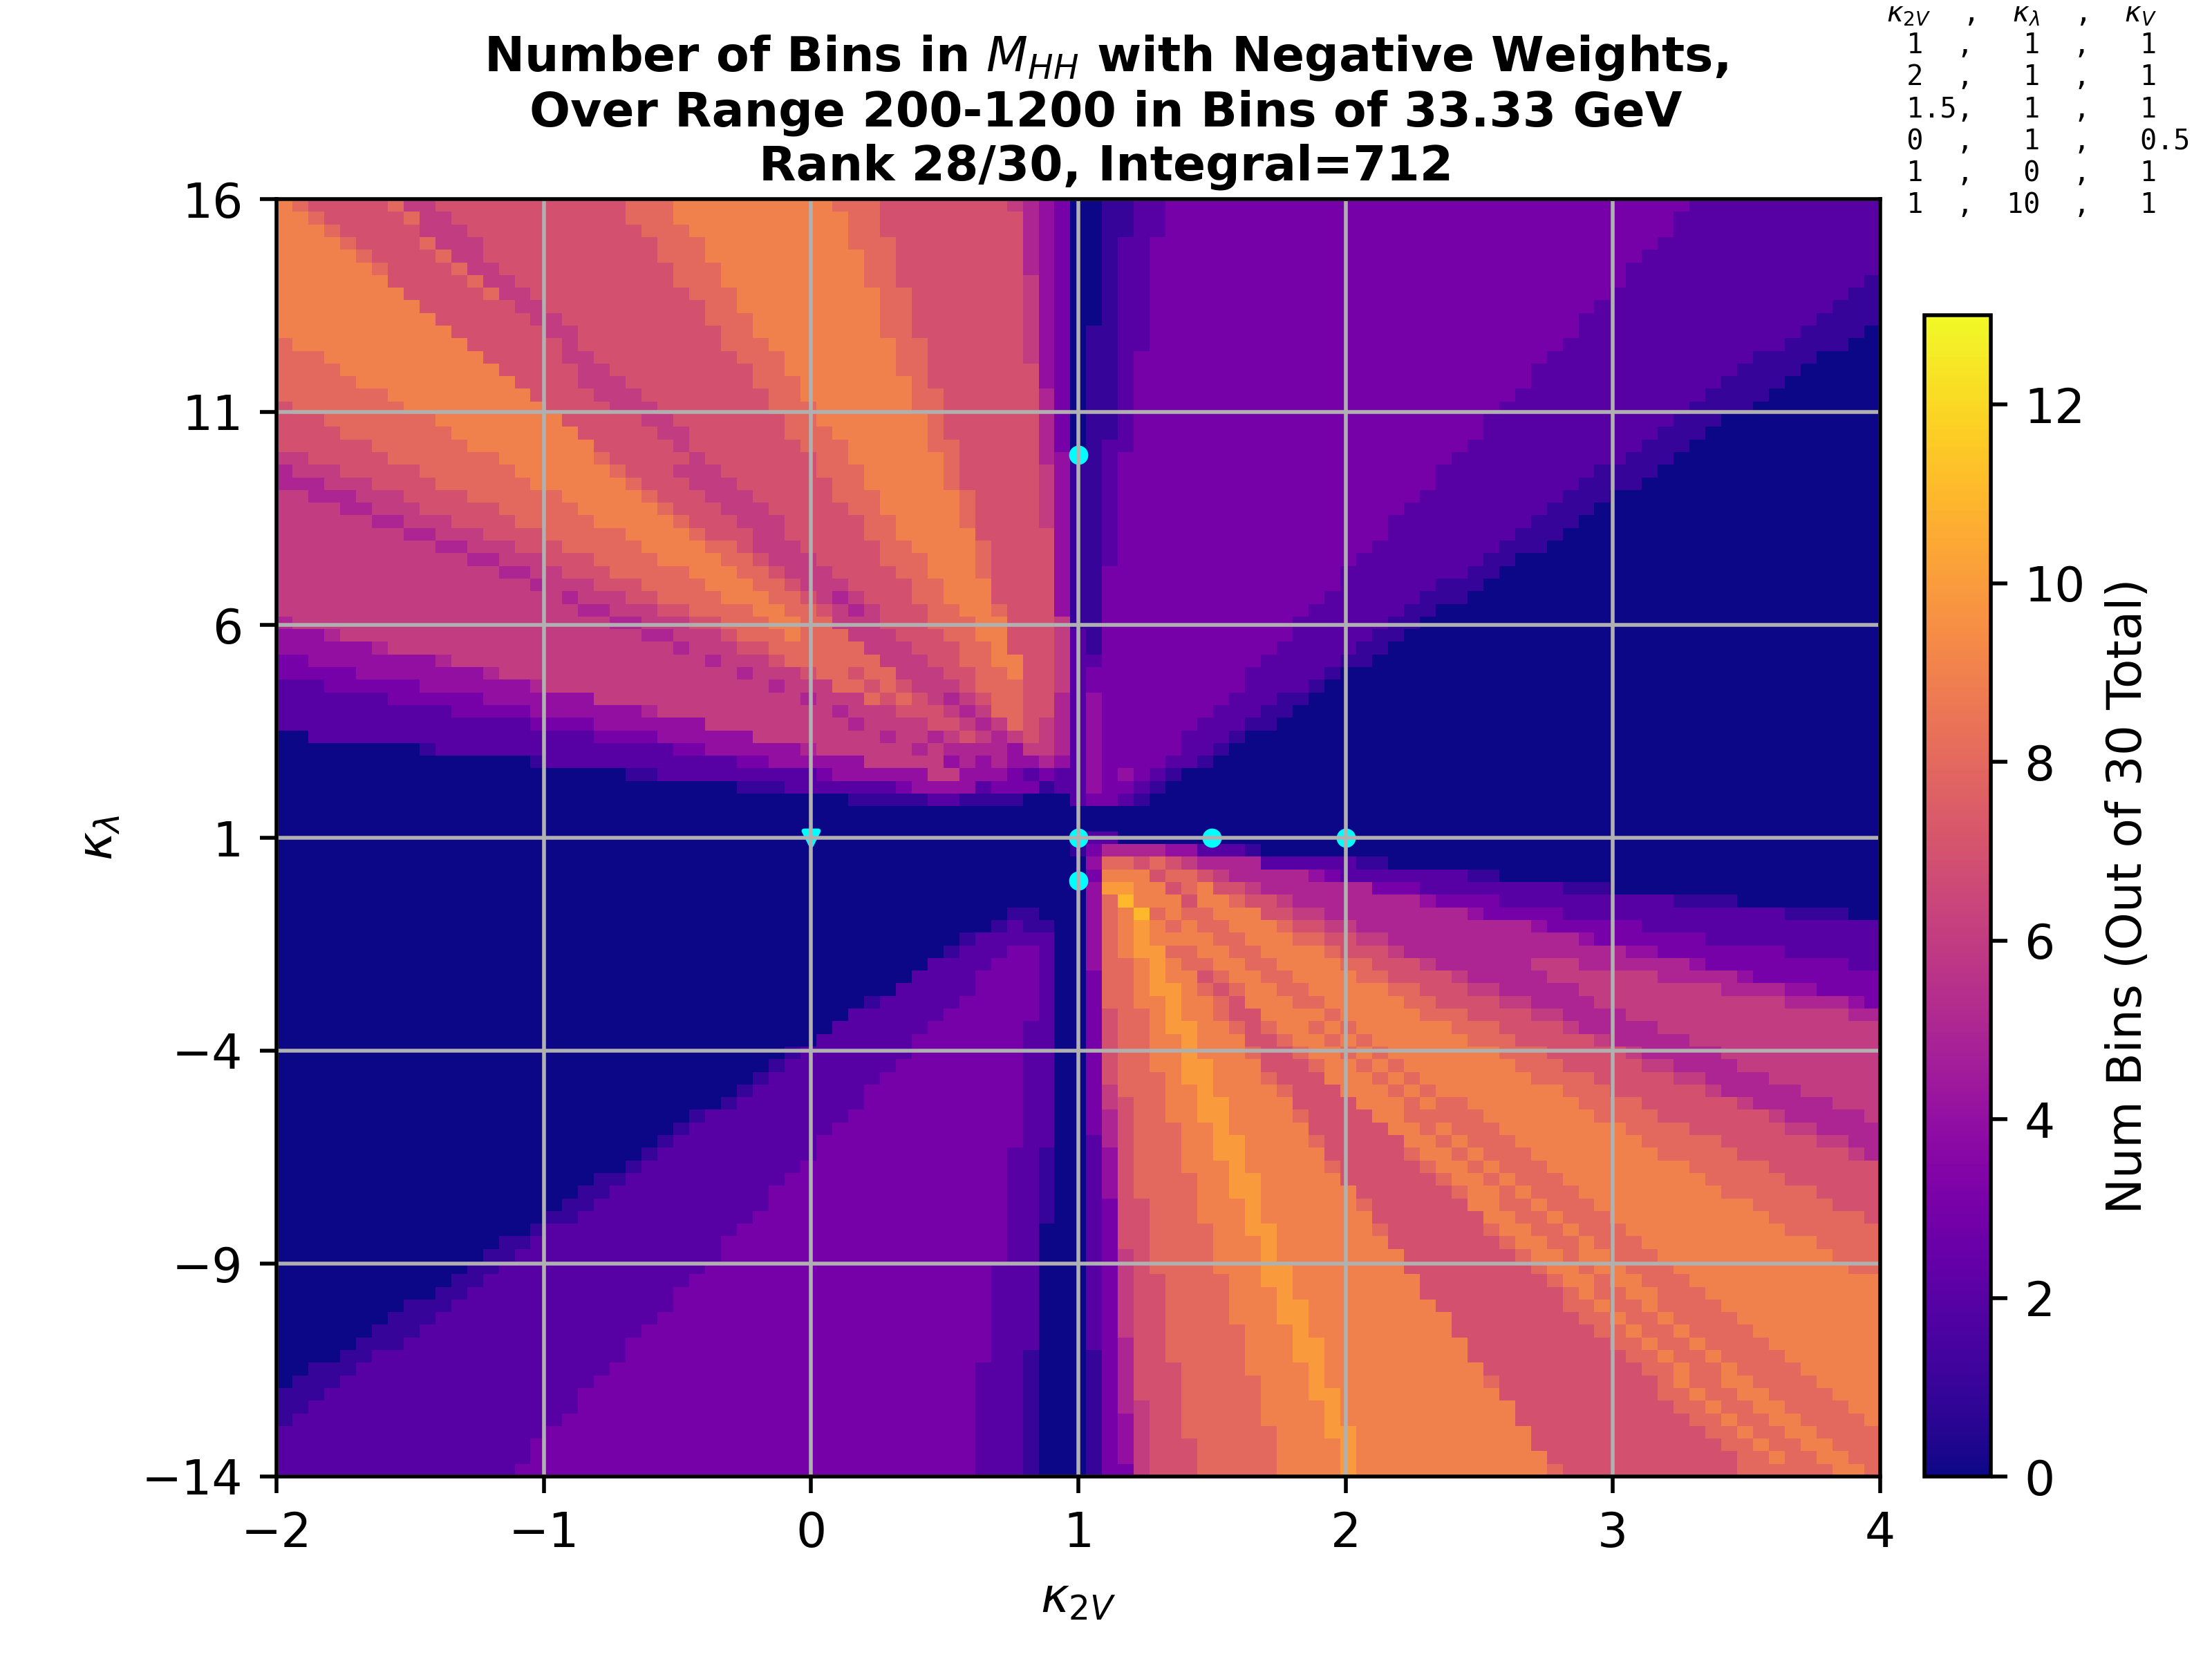 κ2V , κλ , κV
1 , 1 , 1
2 , 1 , 1
1.5, 1 , 1
0 , 1 , 0.5
1 , 0 , 1
1 , 10 , 1
Number of Bins in MHH with Negative Weights,
Over Range 200-1200 in Bins of 33.33 GeV
Rank 28/30, Integral=712
16
11
6
1
−4
−9
−14
κλ
−2 −1 0 1 2 3 4
κ2V
12
10
8
6
4
2
0
Num Bins (Out of 30 Total)